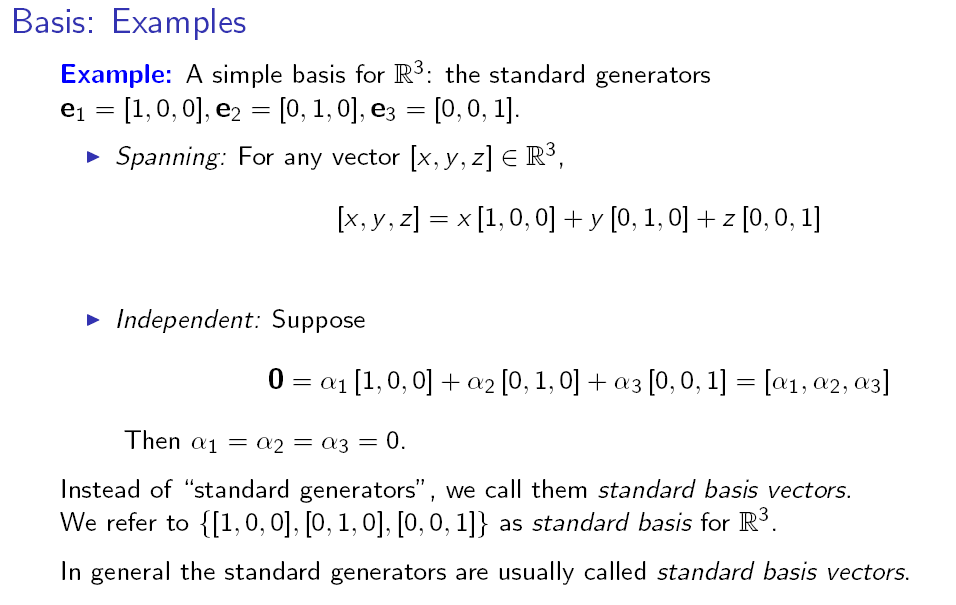 Basis: Examples
Example: A simple basis for ℝ³: the standard generators
e₁ = [1, 0, 0], e₂ = [0, 1, 0], e₃ = [0, 0, 1].
▶ Spanning: For any vector [x, y, z] ∈ ℝ³,
[x, y, z] = x [1, 0, 0] + y [0, 1, 0] + z [0, 0, 1]
▶ Independent: Suppose
0 = α₁ [1, 0, 0] + α₂ [0, 1, 0] + α₃ [0, 0, 1] = [α₁, α₂, α₃]
Then α₁ = α₂ = α₃ = 0.
Instead of “standard generators”, we call them standard basis vectors.
We refer to {[1, 0, 0], [0, 1, 0], [0, 0, 1]} as standard basis for ℝ³.
In general the standard generators are usually called standard basis vectors.